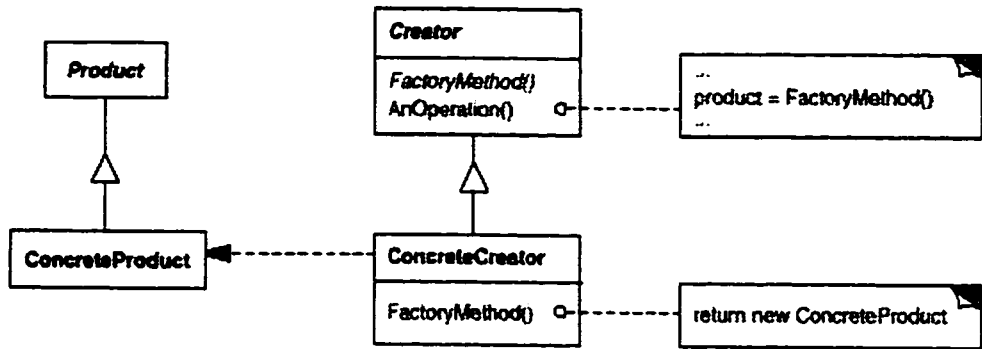 Product
ConcreteProduct
Creator
FactoryMethod()
AnOperation()
...
product = FactoryMethod()
...
ConcreteCreator
FactoryMethod()
return new ConcreteProduct